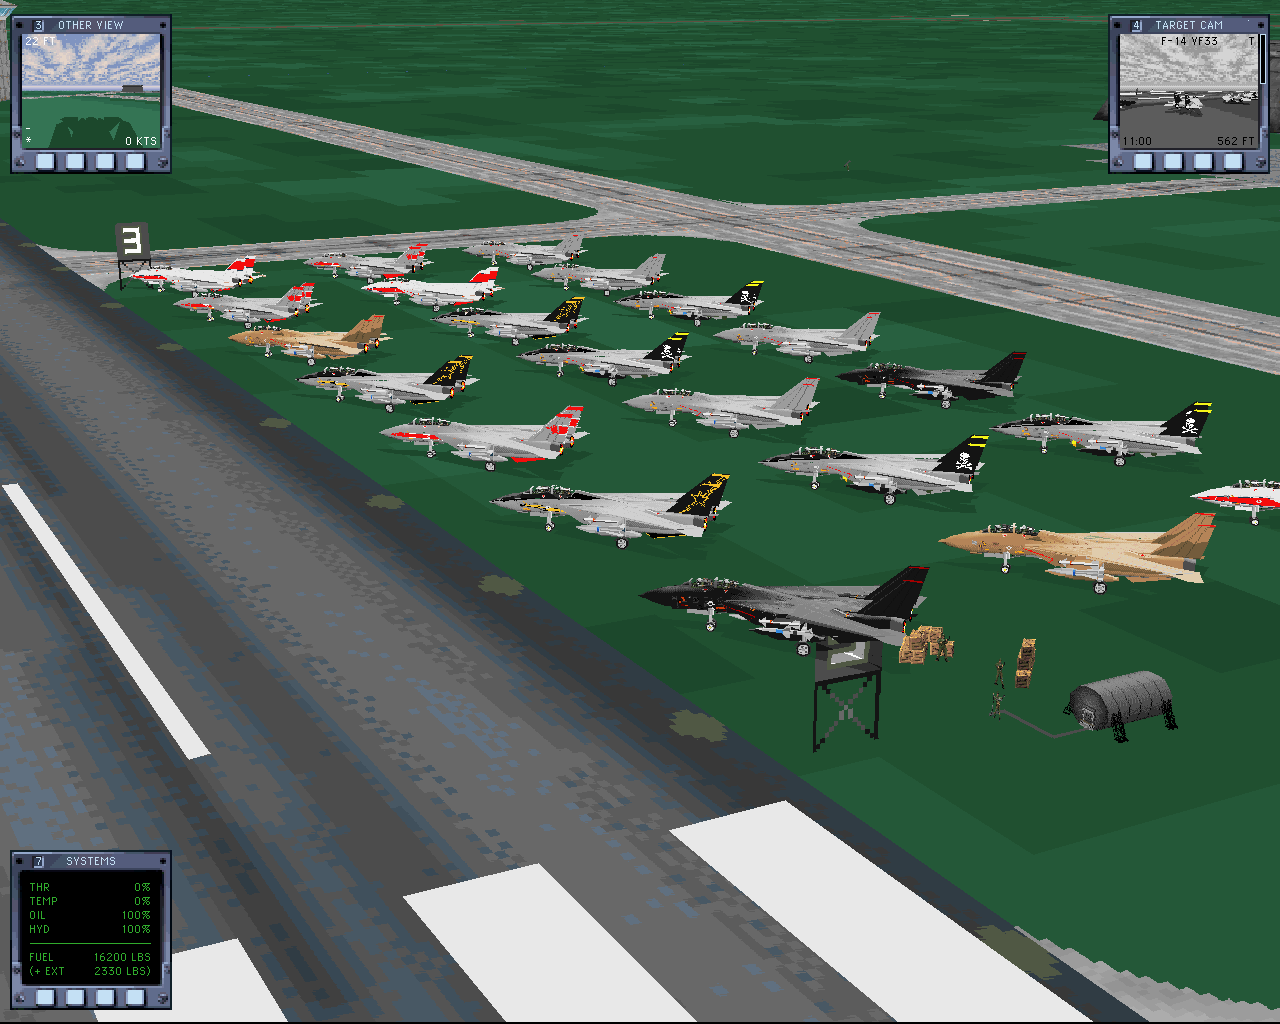 3 OTHER VIEW
22 FT
-
*
0 KTS
4 TARGET CAM
F-14 VF33 T
11:00 562 FT
3
7 SYSTEMS
THR 0%
TEMP 0%
OIL 100%
HYD 100%
FUEL 16200 LBS
(+ EXT 2330 LBS)